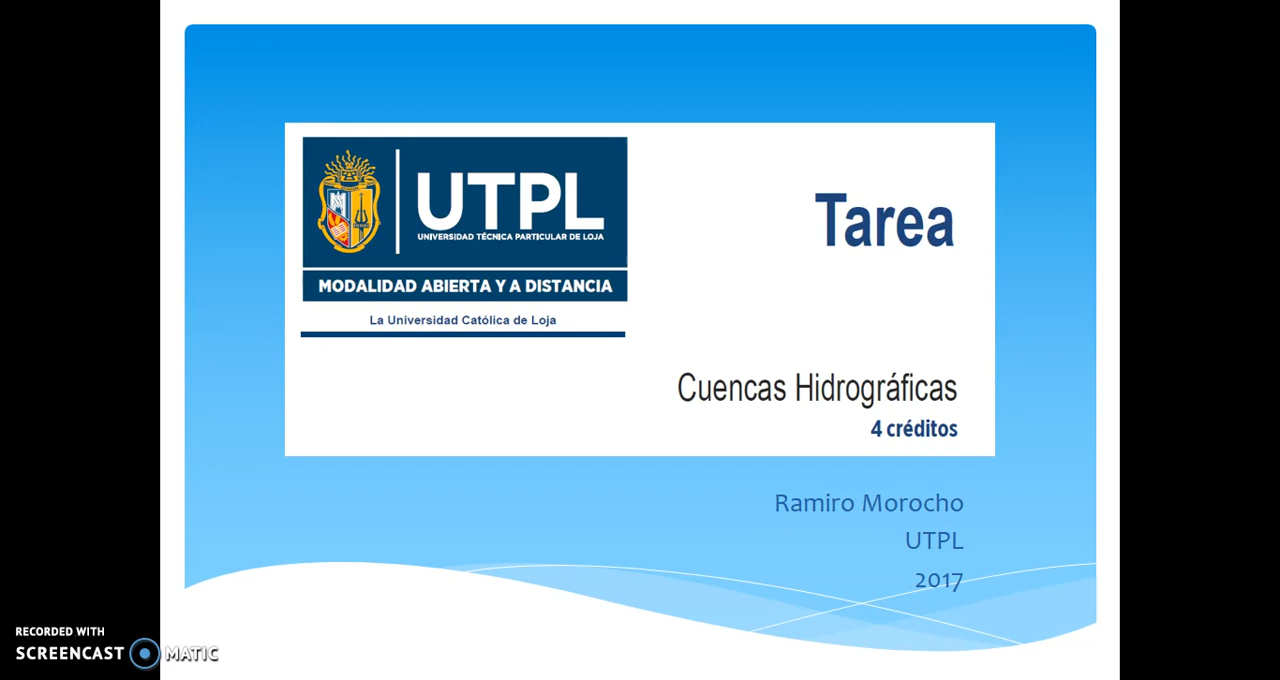 UTPL
UNIVERSIDAD TÉCNICA PARTICULAR DE LOJA
MODALIDAD ABIERTA Y A DISTANCIA
La Universidad Católica de Loja
Tarea
Cuencas Hidrográficas
4 créditos
Ramiro Morocho
UTPL
2017
RECORDED WITH
SCREENCAST MATIC